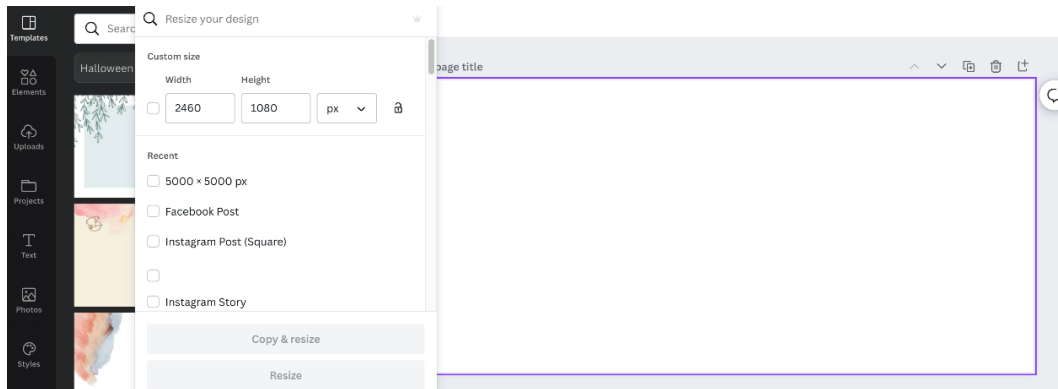 Templates
Elements
Uploads
Projects
Text
Photos
Styles
Searc
Halloween
Resize your design
Custom size
Width Height
2460 1080 px
Recent
5000 × 5000 px
Facebook Post
Instagram Post (Square)
Instagram Story
Copy & resize
Resize
page title